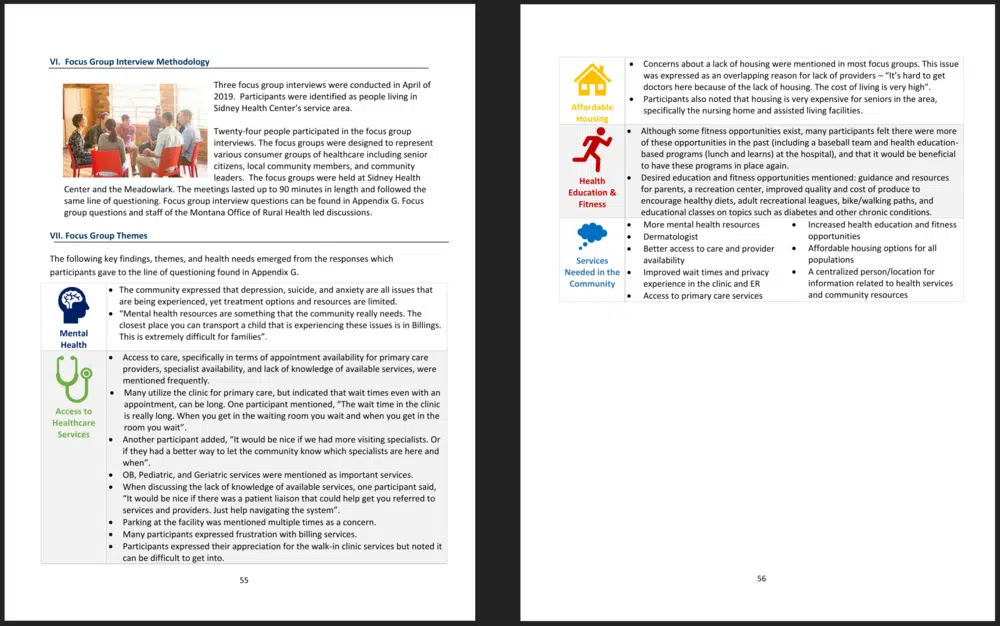 VI. Focus Group Interview Methodology
Three focus group interviews were conducted in April of
2019. Participants were identified as people living in
Sidney Health Center's service area.
Twenty-four people participated in the focus group
interviews. The focus groups were designed to represent
various consumer groups of healthcare including senior
citizens, local community members, and community
leaders. The focus groups were held at Sidney Health
Center and the Meadowlark. The meetings lasted up to 90 minutes in length and followed the
same line of questioning. Focus group interview questions can be found in Appendix G. Focus
group questions and staff of the Montana Office of Rural Health led discussions.
VII. Focus Group Themes
The following key findings, themes, and health needs emerged from the responses which
participants gave to the line of questioning found in Appendix G.
Mental
Health
• The community expressed that depression, suicide, and anxiety are all issues that
are being experienced, yet treatment options and resources are limited.
• “Mental health resources are something that the community really needs. The
closest place you can transport a child that is experiencing these issues is in Billings.
This is extremely difficult for families”.
Access to
Healthcare
Services
• Access to care, specifically in terms of appointment availability for primary care
providers, specialist availability, and lack of knowledge of available services, were
mentioned frequently.
• Many utilize the clinic for primary care, but indicated that wait times even with an
appointment, can be long. One participant mentioned, “The wait time in the clinic
is really long. When you get in the waiting room you wait and when you get in the
room you wait”.
• Another participant added, “It would be nice if we had more visiting specialists. Or
if they had a better way to let the community know which specialists are here and
when”.
• OB, Pediatric, and Geriatric services were mentioned as important services.
• When discussing the lack of knowledge of available services, one participant said,
“It would be nice if there was a patient liaison that could help get you referred to
services and providers. Just help navigating the system”.
• Parking at the facility was mentioned multiple times as a concern.
• Many participants expressed frustration with billing services.
• Participants expressed their appreciation for the walk-in clinic services but noted it
can be difficult to get into.
55
Affordable
Housing
• Concerns about a lack of housing were mentioned in most focus groups. This issue
was expressed as an overlapping reason for lack of providers – “It’s hard to get
doctors here because of the lack of housing. The cost of living is very high”.
• Participants also noted that housing is very expensive for seniors in the area,
specifically the nursing home and assisted living facilities.
Health
Education &
Fitness
• Although some fitness opportunities exist, many participants felt there were more
of these opportunities in the past (including a baseball team and health education-
based programs (lunch and learns) at the hospital), and that it would be beneficial
to have these programs in place again.
• Desired education and fitness opportunities mentioned: guidance and resources
for parents, a recreation center, improved quality and cost of produce to
encourage healthy diets, adult recreational leagues, bike/walking paths, and
educational classes on topics such as diabetes and other chronic conditions.
Services
Needed in the
Community
• More mental health resources
• Dermatologist
• Better access to care and provider
availability
• Improved wait times and privacy
experience in the clinic and ER
• Access to primary care services
• Increased health education and fitness
opportunities
• Affordable housing options for all
populations
• A centralized person/location for
information related to health services
and community resources
56